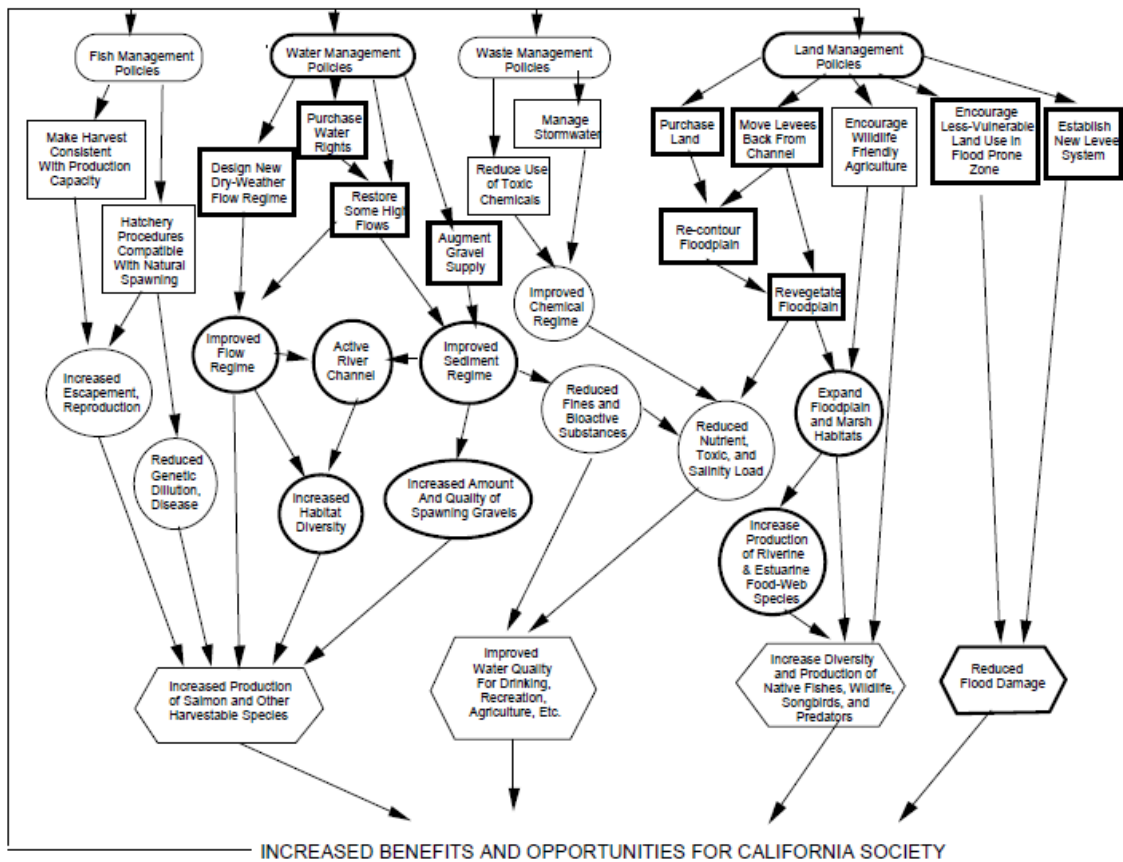 Fish Management
Policies
Water Management
Policies
Waste Management
Policies
Land Management
Policies
Make Harvest
Consistent
With Production
Capacity
Hatchery
Procedures
Compatible
With Natural
Spawning
Design New
Dry-Weather
Flow Regime
Purchase
Water
Rights
Restore
Some High
Flows
Augment
Gravel
Supply
Reduce Use
of Toxic
Chemicals
Manage
Stormwater
Purchase
Land
Move Levees
Back From
Channel
Encourage
Wildlife
Friendly
Agriculture
Encourage
Less-Vulnerable
Land Use In
Flood Prone
Zone
Establish
New Levee
System
Re-contour
Floodplain
Revegetate
Floodplain
Improved
Chemical
Regime
Increased
Escapement,
Reproduction
Improved
Flow
Regime
Active
River
Channel
Improved
Sediment
Regime
Reduced
Fines and
Bioactive
Substances
Reduced
Nutrient,
Toxic, and
Salinity Load
Expand
Floodplain
and Marsh
Habitats
Reduced
Genetic
Dilution,
Disease
Increased
Habitat
Diversity
Increased Amount
And Quality of
Spawning Gravels
Increase
Production
of Riverine
& Estuarine
Food-Web
Species
Increased Production
of Salmon and Other
Harvestable Species
Improved
Water Quality
For Drinking,
Recreation,
Agriculture, Etc.
Increase Diversity
and Production of
Native Fishes, Wildlife,
Songbirds, and
Predators
Reduced
Flood Damage
INCREASED BENEFITS AND OPPORTUNITIES FOR CALIFORNIA SOCIETY